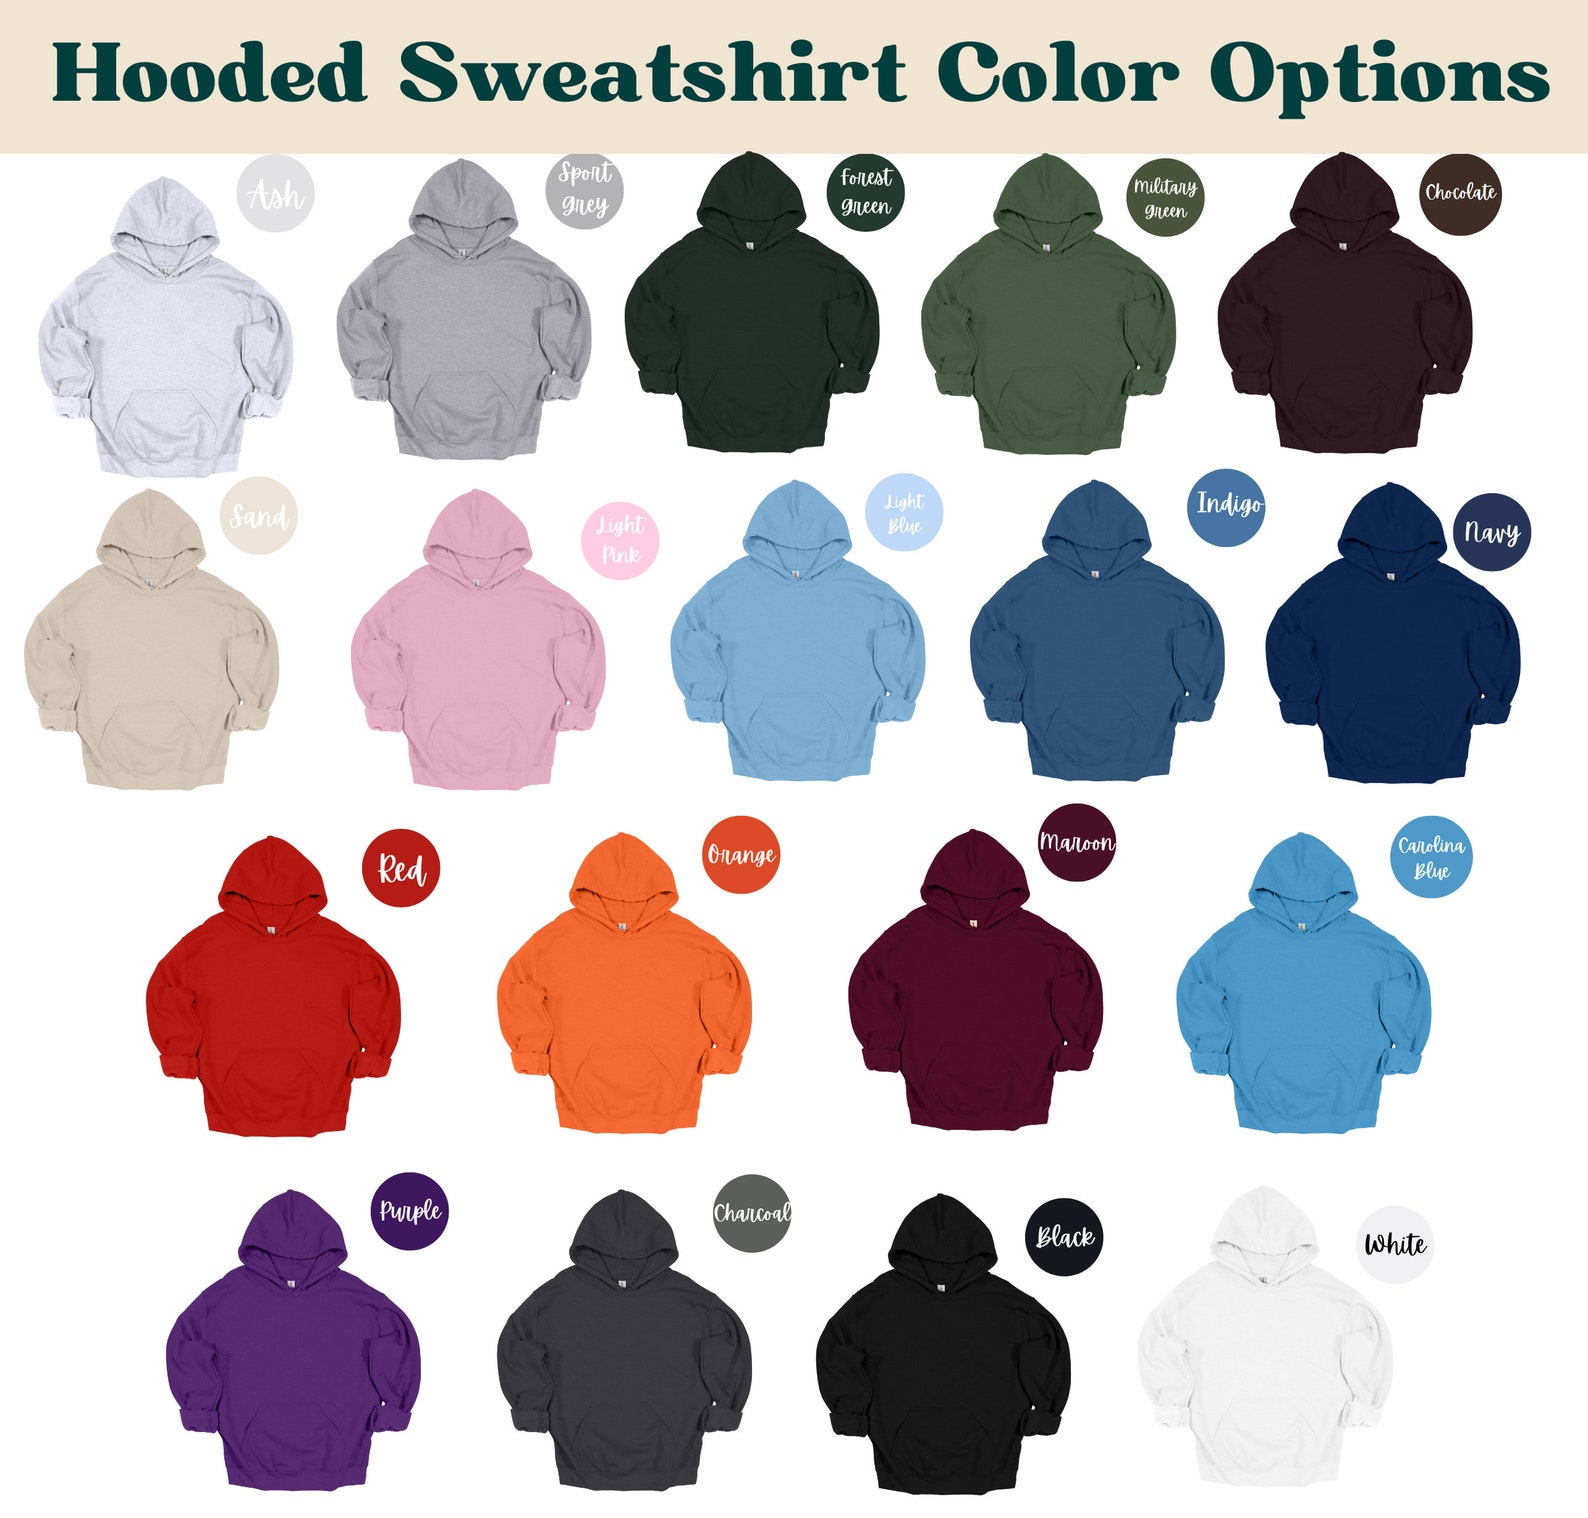 Hooded Sweatshirt Color Options
Ash
Sport
Grey
Forest
Green
Military
Green
Chocolate
Sand
Light
Pink
Light
Blue
Indigo
Navy
Red
Orange
Maroon
Carolina
Blue
Purple
Charcoal
Black
White